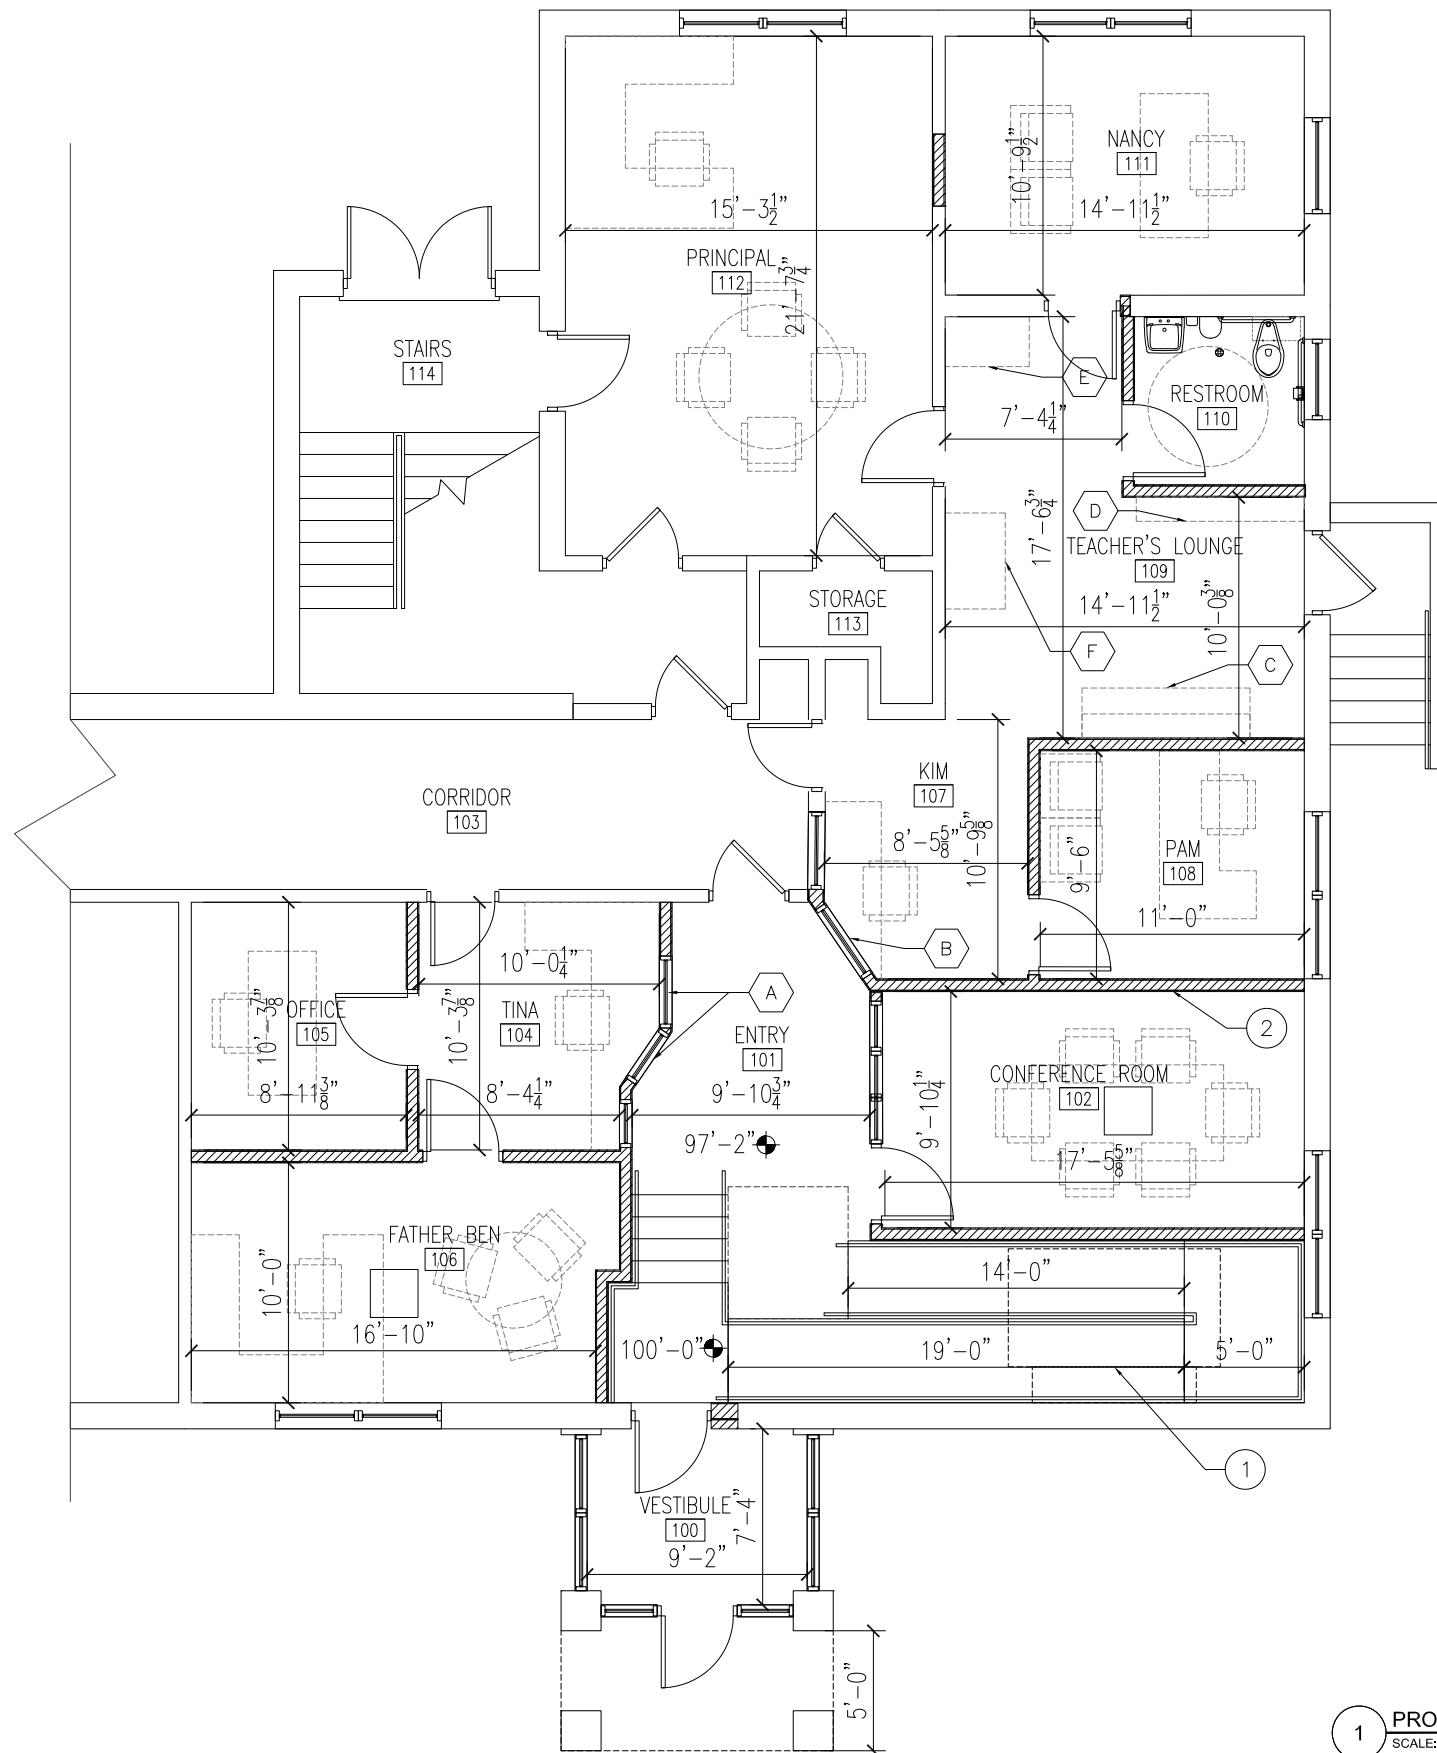 NANCY
111
10'-9½"
14'-11½"
15'-3½"
PRINCIPAL
112
21'-7¾"
STAIRS
114
E
RESTROOM
110
7'-4¼"
D
17'-6¾"
TEACHER'S LOUNGE
109
14'-11½"
10'-0⅜"
STORAGE
113
F
C
KIM
107
8'-5⅝"
10'-9⅝"
CORRIDOR
103
9'-6"
PAM
108
11'-0"
B
10'-0¼"
A
OFFICE
105
10'-3⅞"
8'-11⅜"
TINA
104
10'-3⅞"
8'-4¼"
ENTRY
101
9'-10¾"
2
CONFERENCE ROOM
102
9'-10¼"
17'-5⅝"
97'-2"
FATHER BEN
106
10'-0"
16'-10"
14'-0"
100'-0"
19'-0"
5'-0"
1
VESTIBULE
100
7'-4"
9'-2"
5'-0"
1
PRO
SCALE: